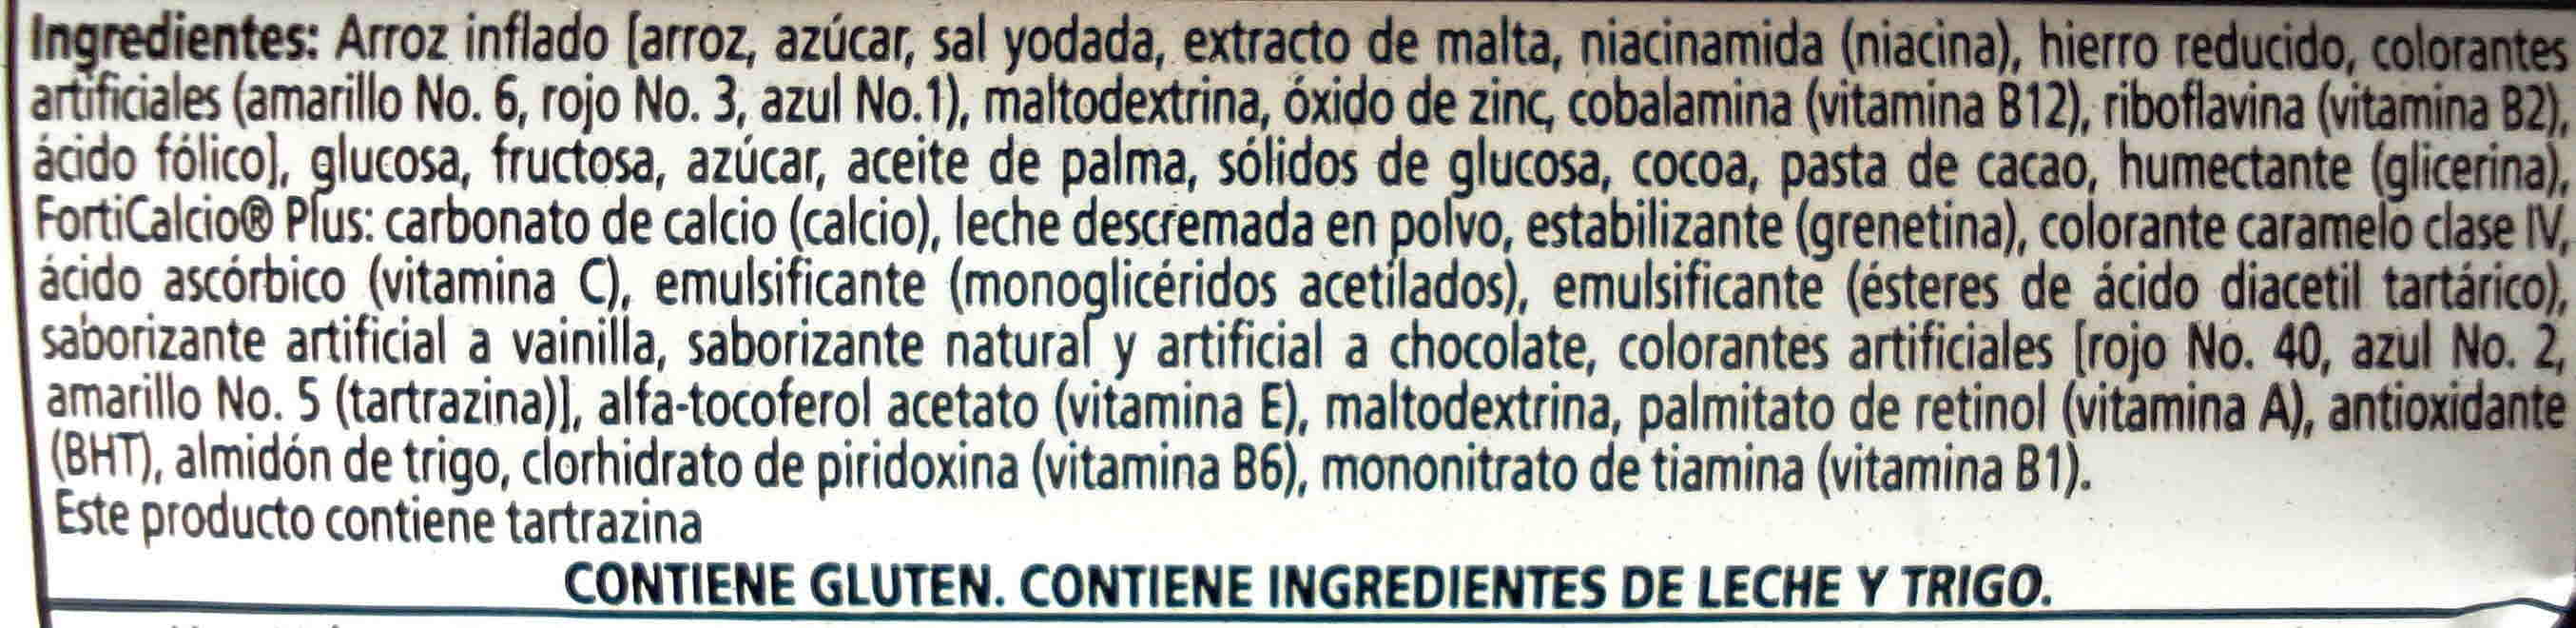 Ingredientes: Arroz inflado [arroz, azúcar, sal yodada, extracto de malta, niacinamida (niacina), hierro reducido, colorantes
artificiales (amarillo No. 6, rojo No. 3, azul No.1), maltodextrina, óxido de zinc, cobalamina (vitamina B12), riboflavina (vitamina B2),
ácido fólico], glucosa, fructosa, azúcar, aceite de palma, sólidos de glucosa, cocoa, pasta de cacao, humectante (glicerina),
FortiCalcio® Plus: carbonato de calcio (calcio), leche descremada en polvo, estabilizante (grenetina), colorante caramelo clase IV,
ácido ascórbico (vitamina C), emulsificante (monoglicéridos acetilados), emulsificante (ésteres de ácido diacetil tartárico),
saborizante artificial a vainilla, saborizante natural y artificial a chocolate, colorantes artificiales [rojo No. 40, azul No. 2,
amarillo No. 5 (tartrazina)], alfa-tocoferol acetato (vitamina E), maltodextrina, palmitato de retinol (vitamina A), antioxidante
(BHT), almidón de trigo, clorhidrato de piridoxina (vitamina B6), mononitrato de tiamina (vitamina B1).
Este producto contiene tartrazina
CONTIENE GLUTEN. CONTIENE INGREDIENTES DE LECHE Y TRIGO.